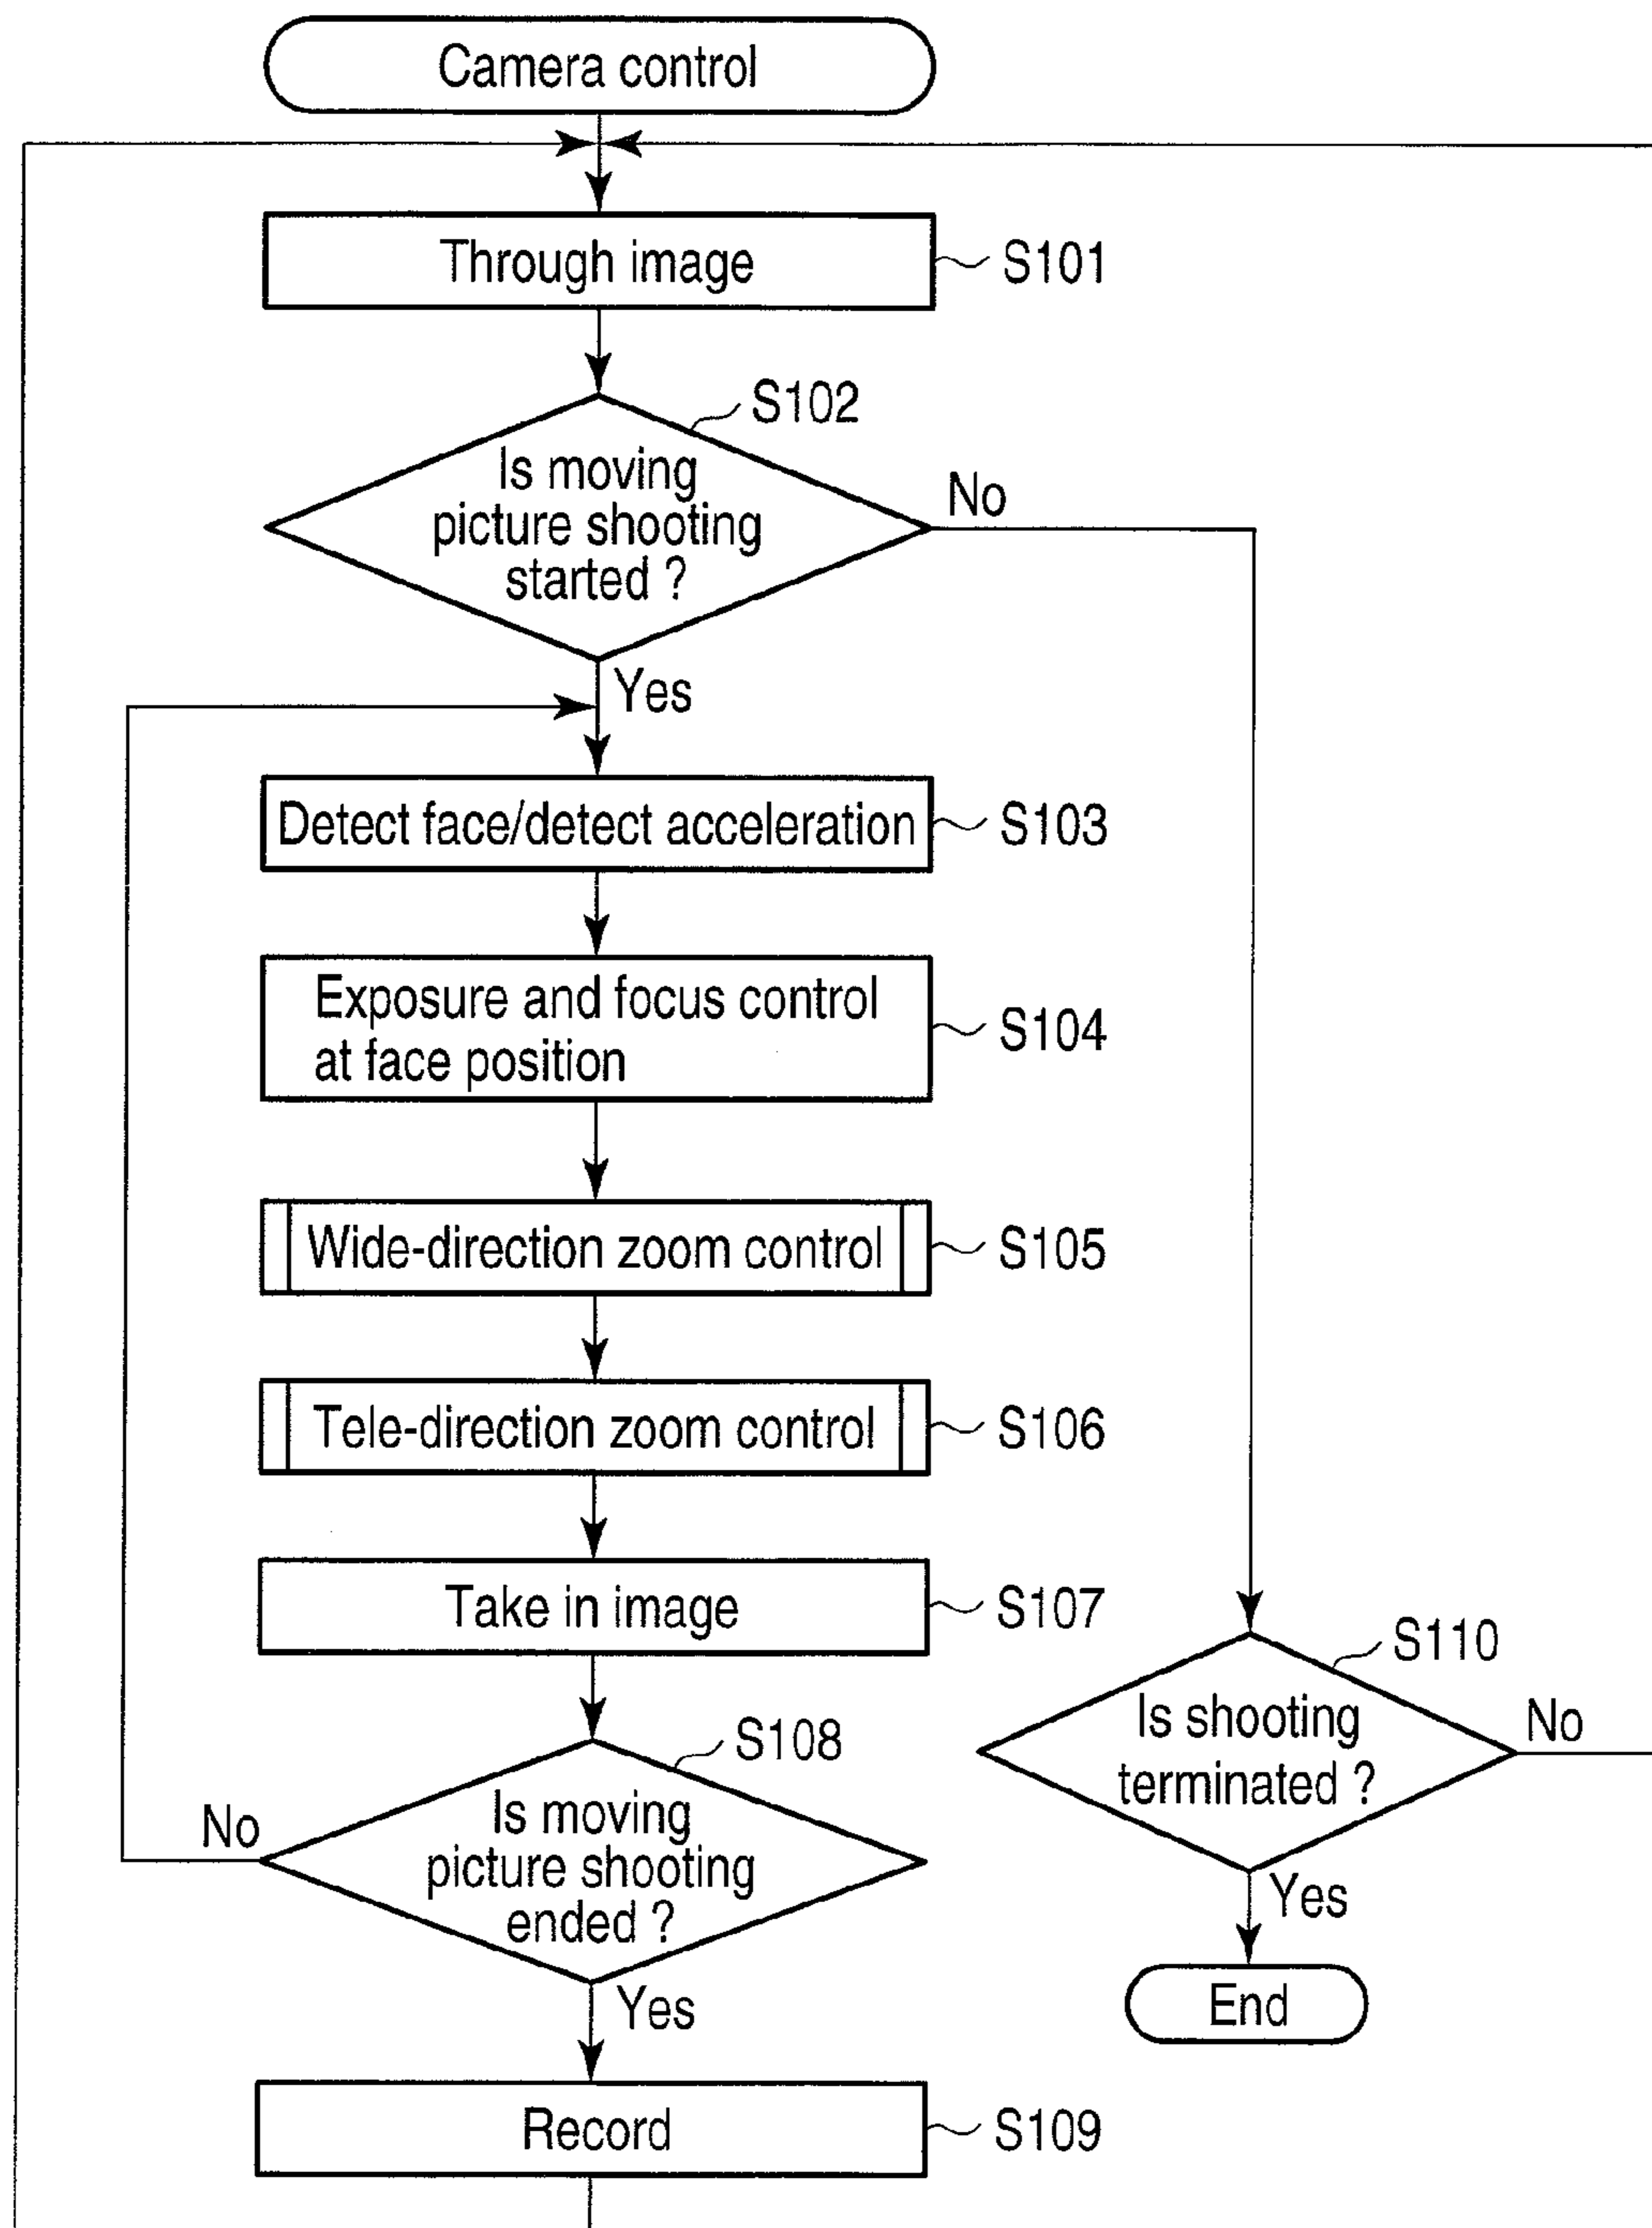 Camera control
Through image
S101
S102
Is moving
picture shooting
started ?
No
Yes
Detect face/detect acceleration
S103
Exposure and focus control
at face position
S104
Wide-direction zoom control
S105
Tele-direction zoom control
S106
Take in image
S107
S108
Is moving
picture shooting
ended ?
No
Yes
Record
S109
S110
Is shooting
terminated ?
No
Yes
End